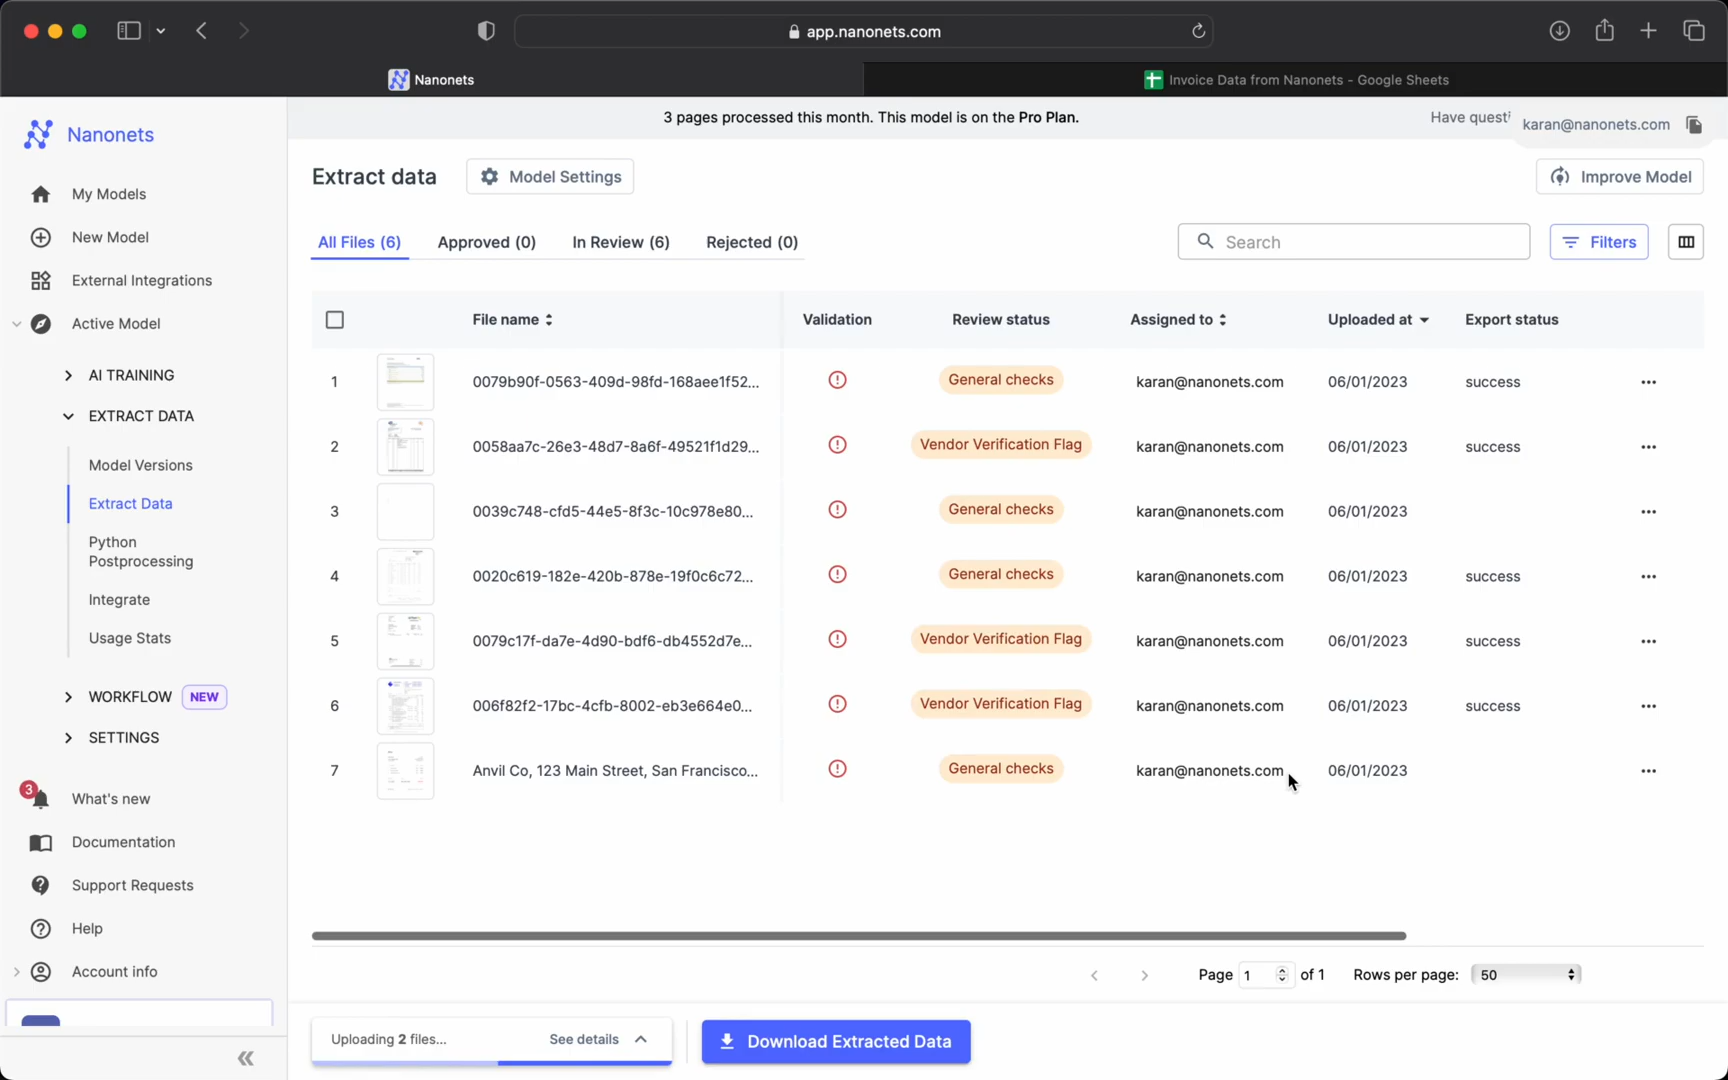 app.nanonets.com
Nanonets
Invoice Data from Nanonets - Google Sheets
Nanonets
3 pages processed this month. This model is on the Pro Plan.
Have questi
karan@nanonets.com
My Models
New Model
External Integrations
Active Model
AI TRAINING
EXTRACT DATA
Model Versions
Extract Data
Python
Postprocessing
Integrate
Usage Stats
WORKFLOW NEW
SETTINGS
3
What's new
Documentation
Support Requests
Help
Account info
Extract data
Model Settings
Improve Model
All Files (6)
Approved (0)
In Review (6)
Rejected (0)
Search
Filters
File name
Validation
Review status
Assigned to
Uploaded at
Export status
1 0079b90f-0563-409d-98fd-168aee1f52... General checks karan@nanonets.com 06/01/2023 success
2 0058aa7c-26e3-48d7-8a6f-49521f1d29... Vendor Verification Flag karan@nanonets.com 06/01/2023 success
3 0039c748-cfd5-44e5-8f3c-10c978e80... General checks karan@nanonets.com 06/01/2023
4 0020c619-182e-420b-878e-19f0c6c72... General checks karan@nanonets.com 06/01/2023 success
5 0079c17f-da7e-4d90-bdf6-db4552d7e... Vendor Verification Flag karan@nanonets.com 06/01/2023 success
6 006f82f2-17bc-4cfb-8002-eb3e664e0... Vendor Verification Flag karan@nanonets.com 06/01/2023 success
7 Anvil Co, 123 Main Street, San Francisco... General checks karan@nanonets.com 06/01/2023
Page 1 of 1
Rows per page: 50
Uploading 2 files...
See details
Download Extracted Data